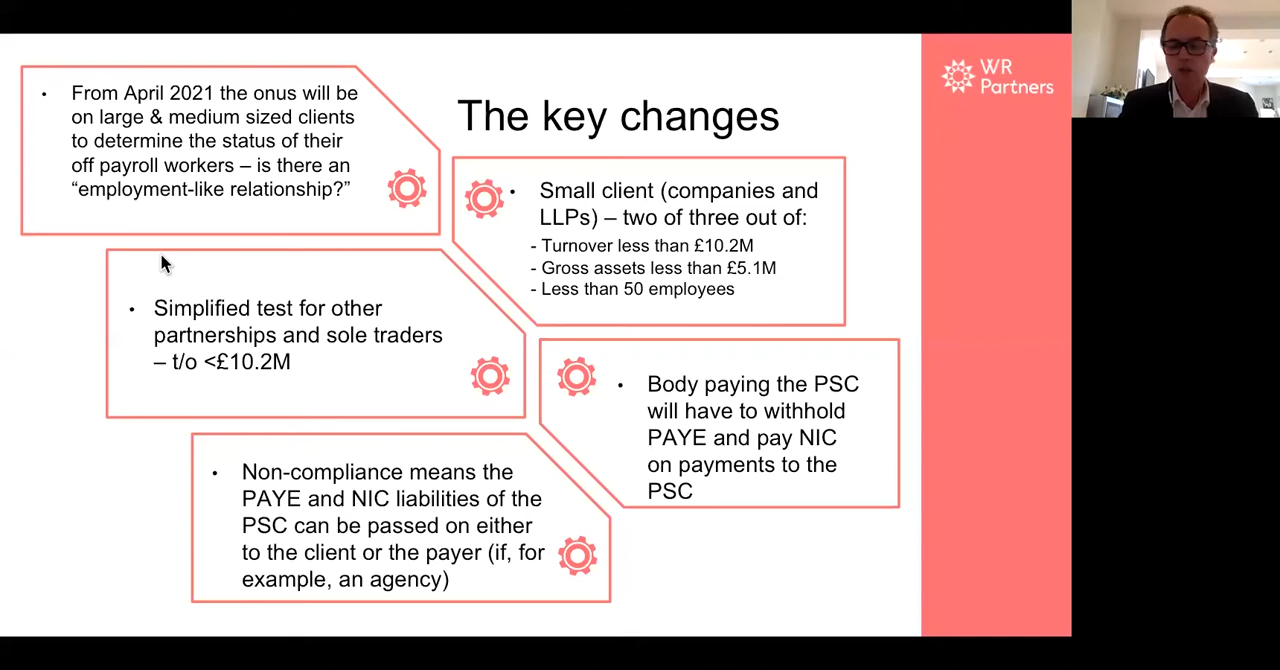 The key changes
• From April 2021 the onus will be
on large & medium sized clients
to determine the status of their
off payroll workers – is there an
“employment-like relationship?”
• Small client (companies and
LLPs) – two of three out of:
- Turnover less than £10.2M
- Gross assets less than £5.1M
- Less than 50 employees
• Simplified test for other
partnerships and sole traders
– t/o <£10.2M
• Body paying the PSC
will have to withhold
PAYE and pay NIC
on payments to the
PSC
• Non-compliance means the
PAYE and NIC liabilities of the
PSC can be passed on either
to the client or the payer (if, for
example, an agency)
WR
Partners